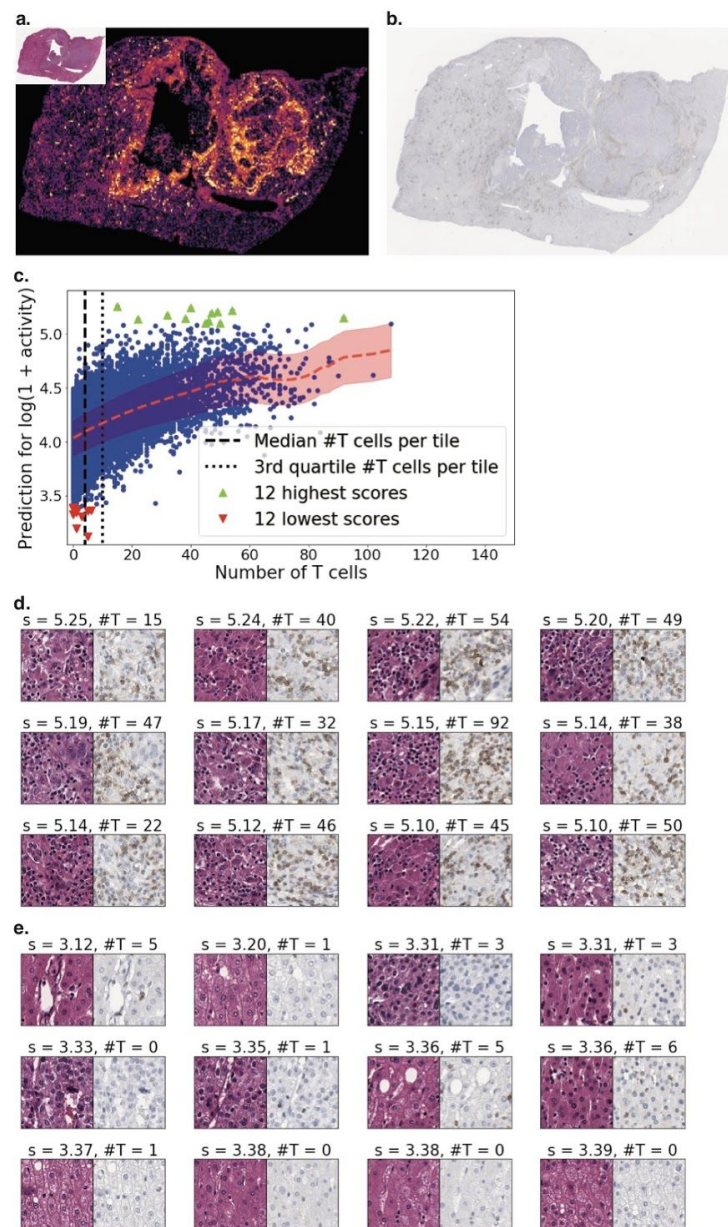 a.
b.
c.
Prediction for log(1 + activity)
5.0
4.5
4.0
3.5
Median #T cells per tile
3rd quartile #T cells per tile
12 highest scores
12 lowest scores
0 20 40 60 80 100 120 140
Number of T cells
d.
s = 5.25, #T = 15 s = 5.24, #T = 40 s = 5.22, #T = 54 s = 5.20, #T = 49
s = 5.19, #T = 47 s = 5.17, #T = 32 s = 5.15, #T = 92 s = 5.14, #T = 38
s = 5.14, #T = 22 s = 5.12, #T = 46 s = 5.10, #T = 45 s = 5.10, #T = 50
e.
s = 3.12, #T = 5 s = 3.20, #T = 1 s = 3.31, #T = 3 s = 3.31, #T = 3
s = 3.33, #T = 0 s = 3.35, #T = 1 s = 3.36, #T = 5 s = 3.36, #T = 6
s = 3.37, #T = 1 s = 3.38, #T = 0 s = 3.38, #T = 0 s = 3.39, #T = 0